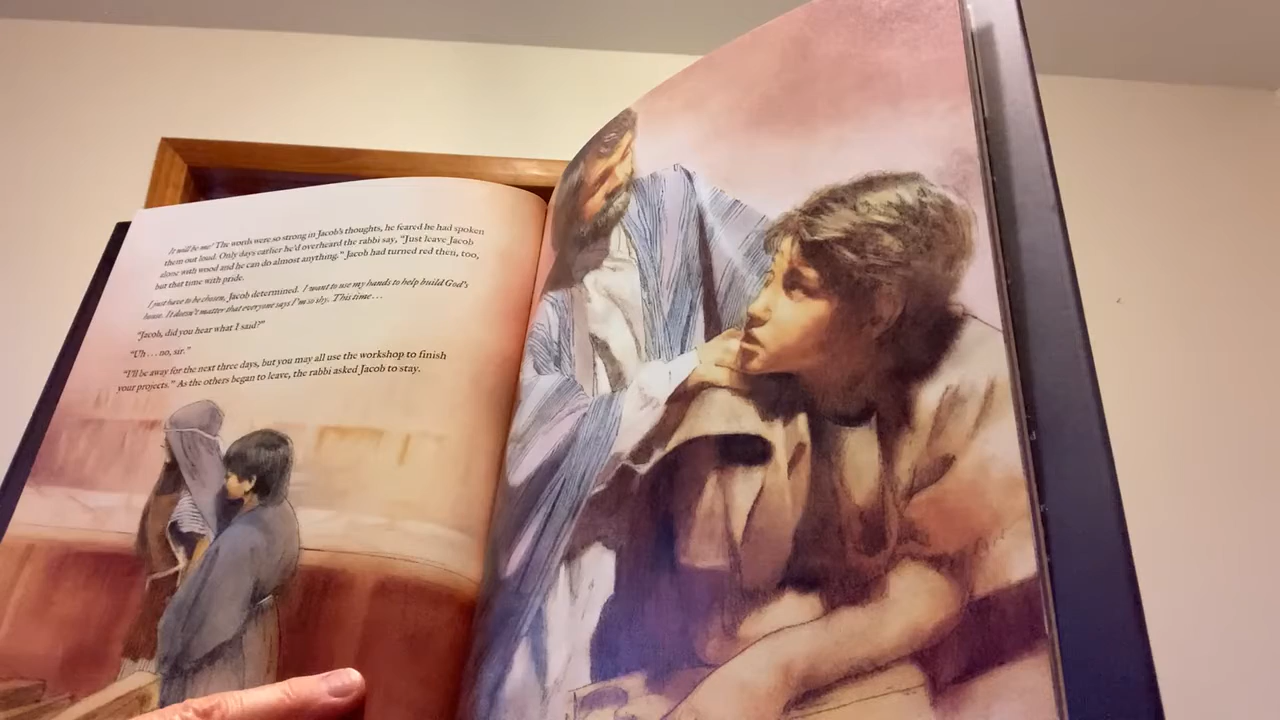 It will be me! The words were so strong in Jacob's thoughts, he feared he had spoken
them out loud. Only days earlier he'd overheard the rabbi say, "Just leave Jacob
alone with wood and he can do almost anything." Jacob had turned red then, too,
but that time with pride.
I just have to be chosen, Jacob determined. I want to use my hands to help build God's
house. It doesn't matter that everyone says I'm so shy. This time . . .
"Jacob, did you hear what I said?"
"Uh . . . no, sir."
"I'll be away for the next three days, but you may all use the workshop to finish
your projects." As the others began to leave, the rabbi asked Jacob to stay.